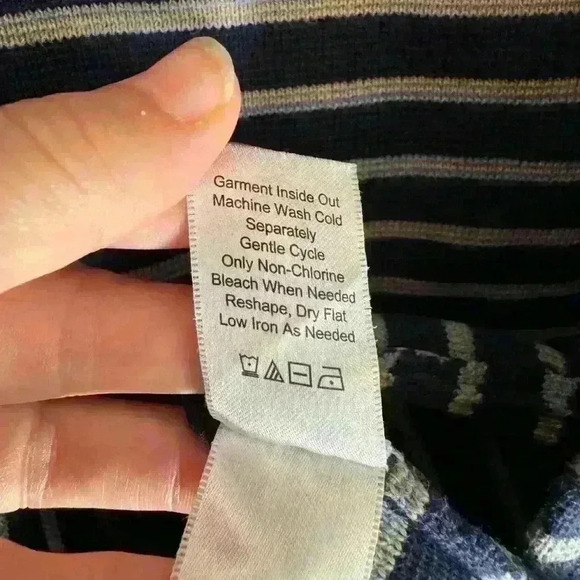 Garment Inside Out
Machine Wash Cold
Separately
Gentle Cycle
Only Non-Chlorine
Bleach When Needed
Reshape, Dry Flat
Low Iron As Needed